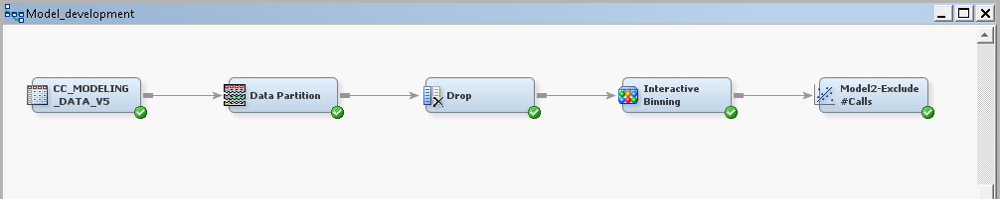 Model_development
CC_MODELING
_DATA_V5
Data Partition
Drop
Interactive
Binning
Model2-Exclude
#Calls